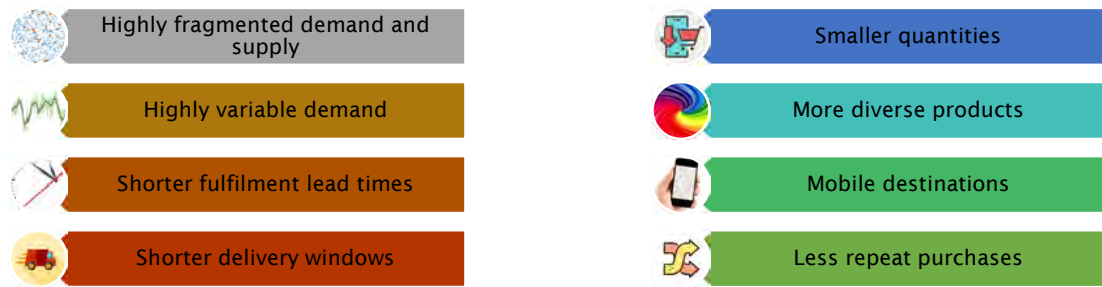 Highly fragmented demand and
supply
Highly variable demand
Shorter fulfilment lead times
Shorter delivery windows
Smaller quantities
More diverse products
Mobile destinations
Less repeat purchases